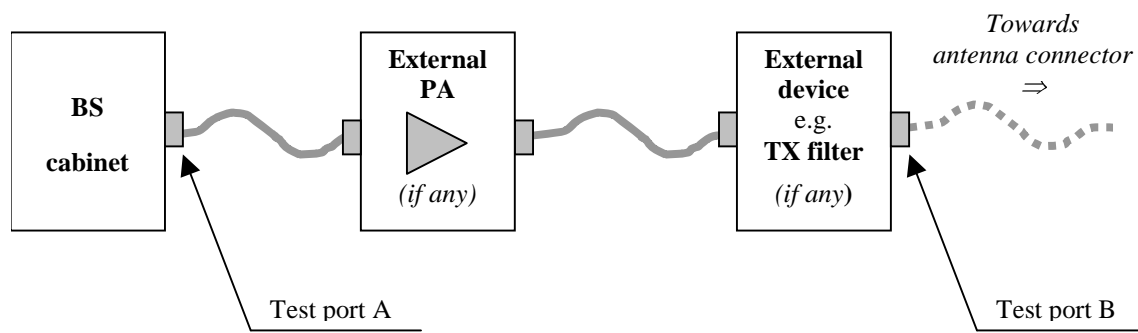 BS
cabinet
External
PA
(if any)
External
device
e.g.
TX filter
(if any)
Towards
antenna connector
⇒
Test port A
Test port B